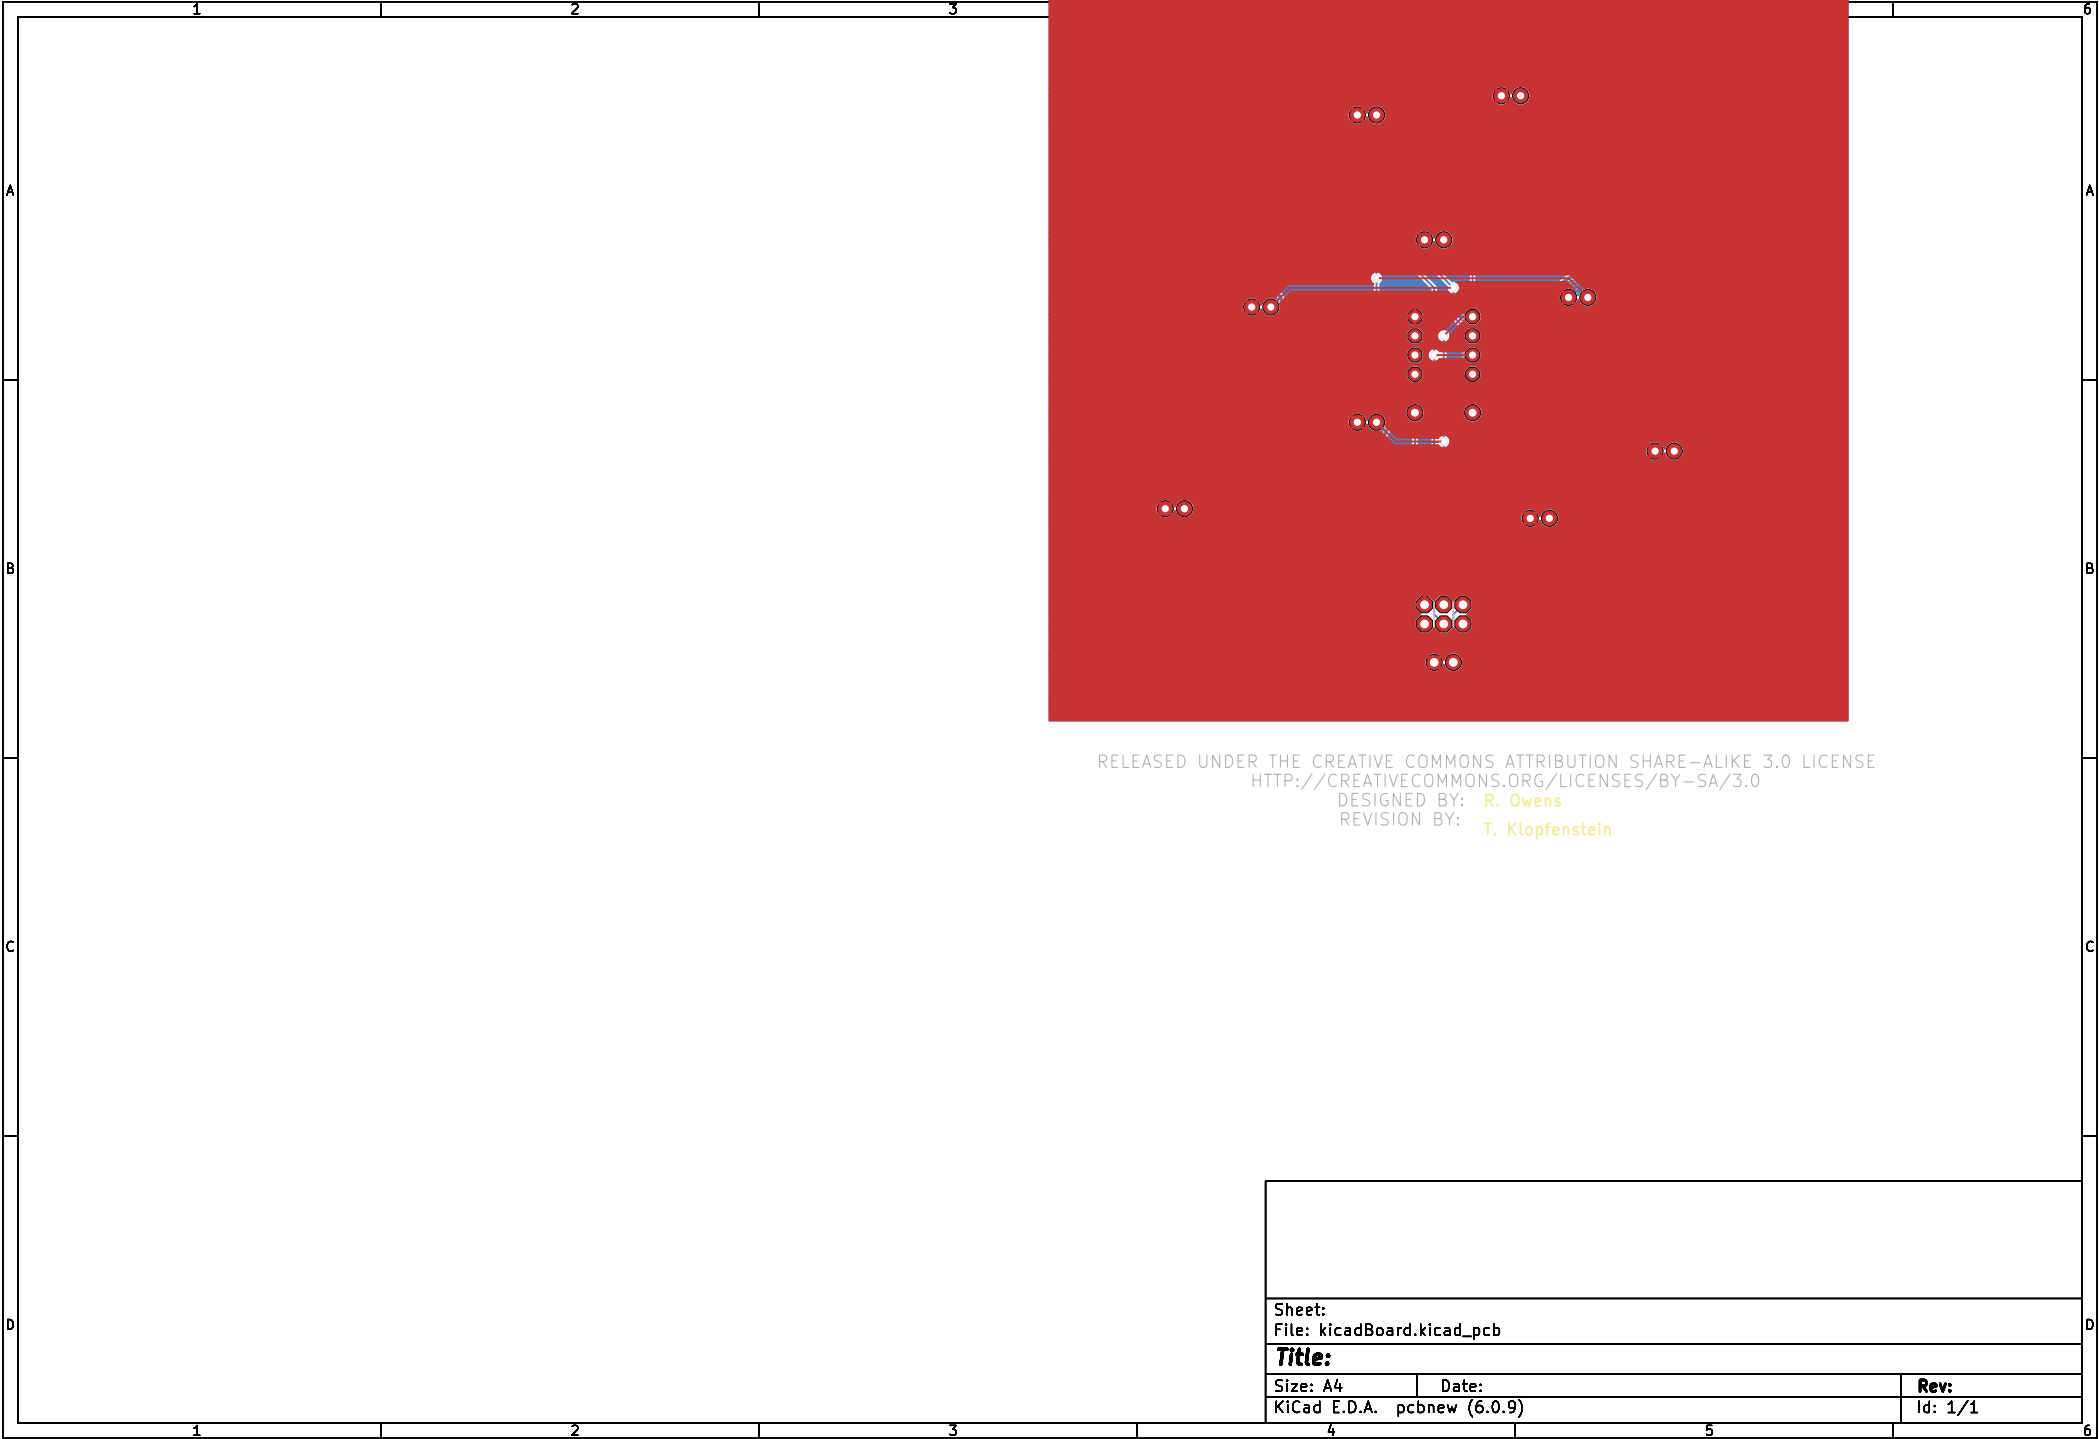 1 2 3 6
A A
B B
RELEASED UNDER THE CREATIVE COMMONS ATTRIBUTION SHARE-ALIKE 3.0 LICENSE
HTTP://CREATIVECOMMONS.ORG/LICENSES/BY-SA/3.0
DESIGNED BY: R. Owens
REVISION BY: T. Klopfenstein
C C
Sheet:
File: kicadBoard.kicad_pcb
D D
Title:
Size: A4 Date: Rev:
KiCad E.D.A. pcbnew (6.0.9) Id: 1/1
1 2 3 4 5 6